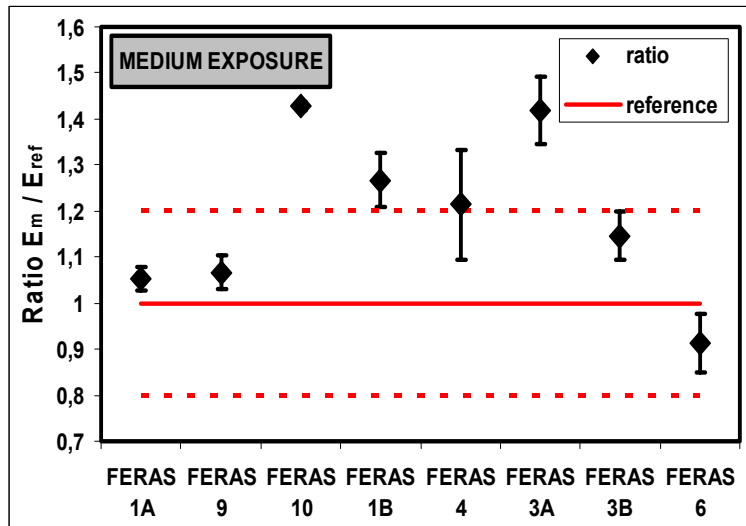 MEDIUM EXPOSURE
ratio
reference
Ratio Em / Eref
1,6
1,5
1,4
1,3
1,2
1,1
1
0,9
0,8
0,7
FERAS 1A
FERAS 9
FERAS 10
FERAS 1B
FERAS 4
FERAS 3A
FERAS 3B
FERAS 6